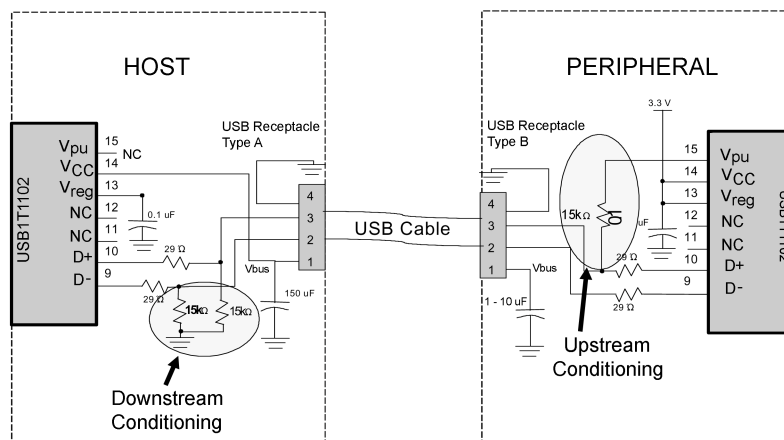 HOST
PERIPHERAL
USB Receptacle
Type A
USB Receptacle
Type B
3.3 V
USB1T1102
Vpu
15
NC
VCC
14
Vreg
13
NC
12
NC
11
D+
10
D-
9
0.1 uF
29 Ω
29 Ω
15kΩ
15kΩ
4
3
2
1
Vbus
150 uF
USB Cable
4
3
2
1
Vbus
1 - 10 uF
15kΩ
uF
29 Ω
29 Ω
15
Vpu
14
VCC
13
Vreg
12
NC
11
NC
10
D+
9
D-
Downstream
Conditioning
Upstream
Conditioning